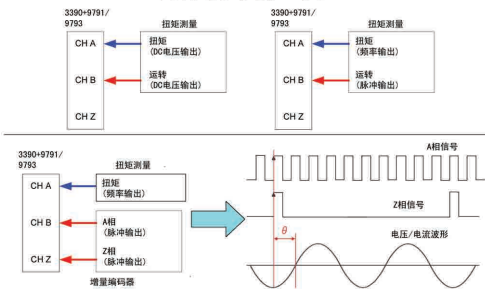 3390+9791/
9793
扭矩测量
CH A
扭矩
(DC电压输出)
CH B
运转
(DC电压输出)
CH Z
3390+9791/
9793
扭矩测量
CH A
扭矩
(频率输出)
CH B
运转
(脉冲输出)
CH Z
3390+9791/
9793
扭矩测量
CH A
扭矩
(频率输出)
CH B
A相
(脉冲输出)
CH Z
Z相
(脉冲输出)
增量编码器
A相信号
Z相信号
θ
电压/电流波形